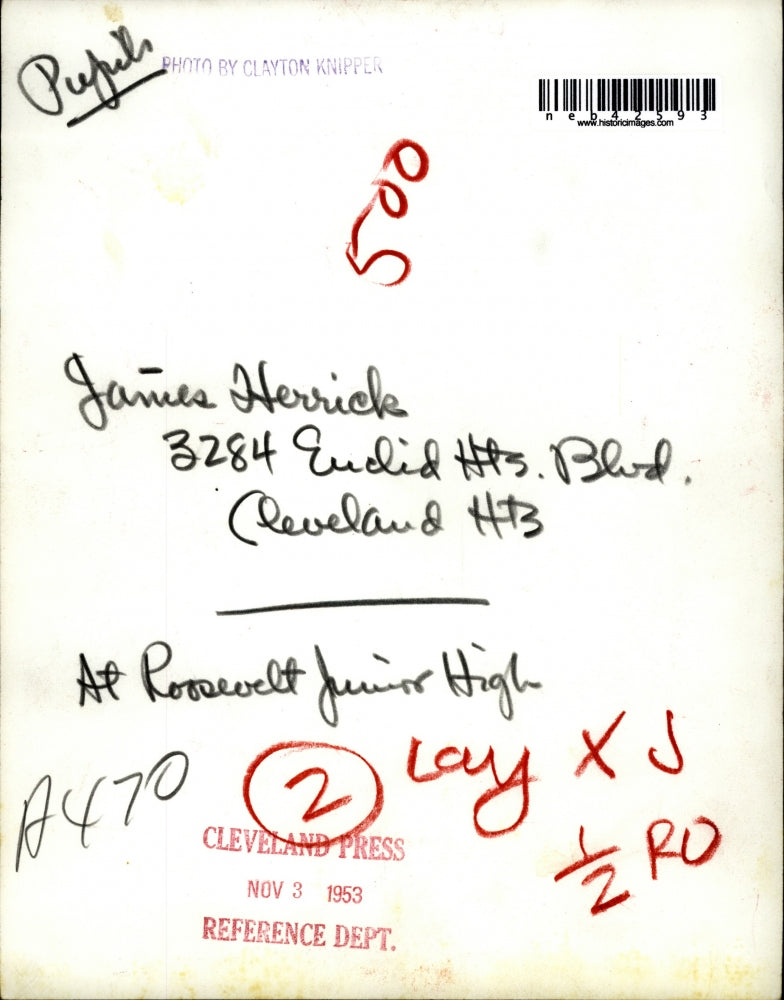 Pupils
PHOTO BY CLAYTON KNIPPER
neb42593
www.historicimages.com
500
James Herrick
3284 Euclid Hts. Blvd.
Cleveland Hts
At Roosevelt Junior High
A470
2 Lay X J
1/2 RO
CLEVELAND PRESS
NOV 3 1953
REFERENCE DEPT.